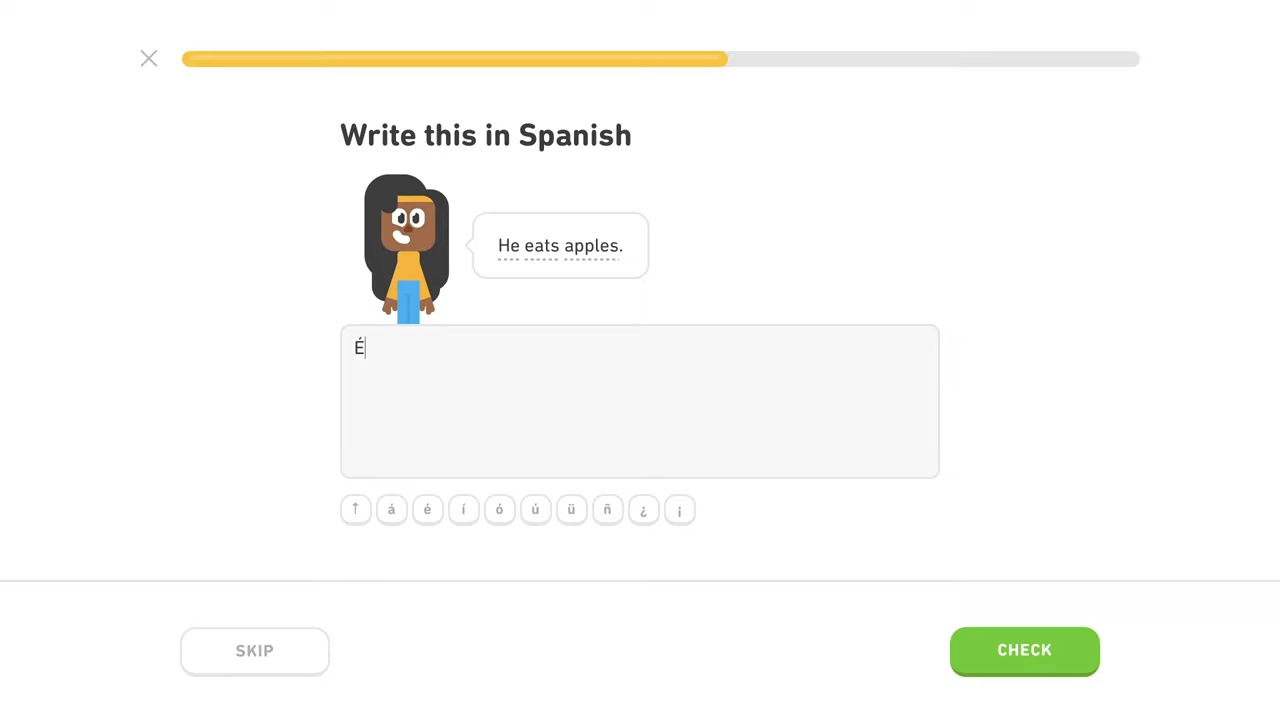 Write this in Spanish
He eats apples.
É
↑ á é í ó ú ü ñ ¿ ¡
SKIP
CHECK